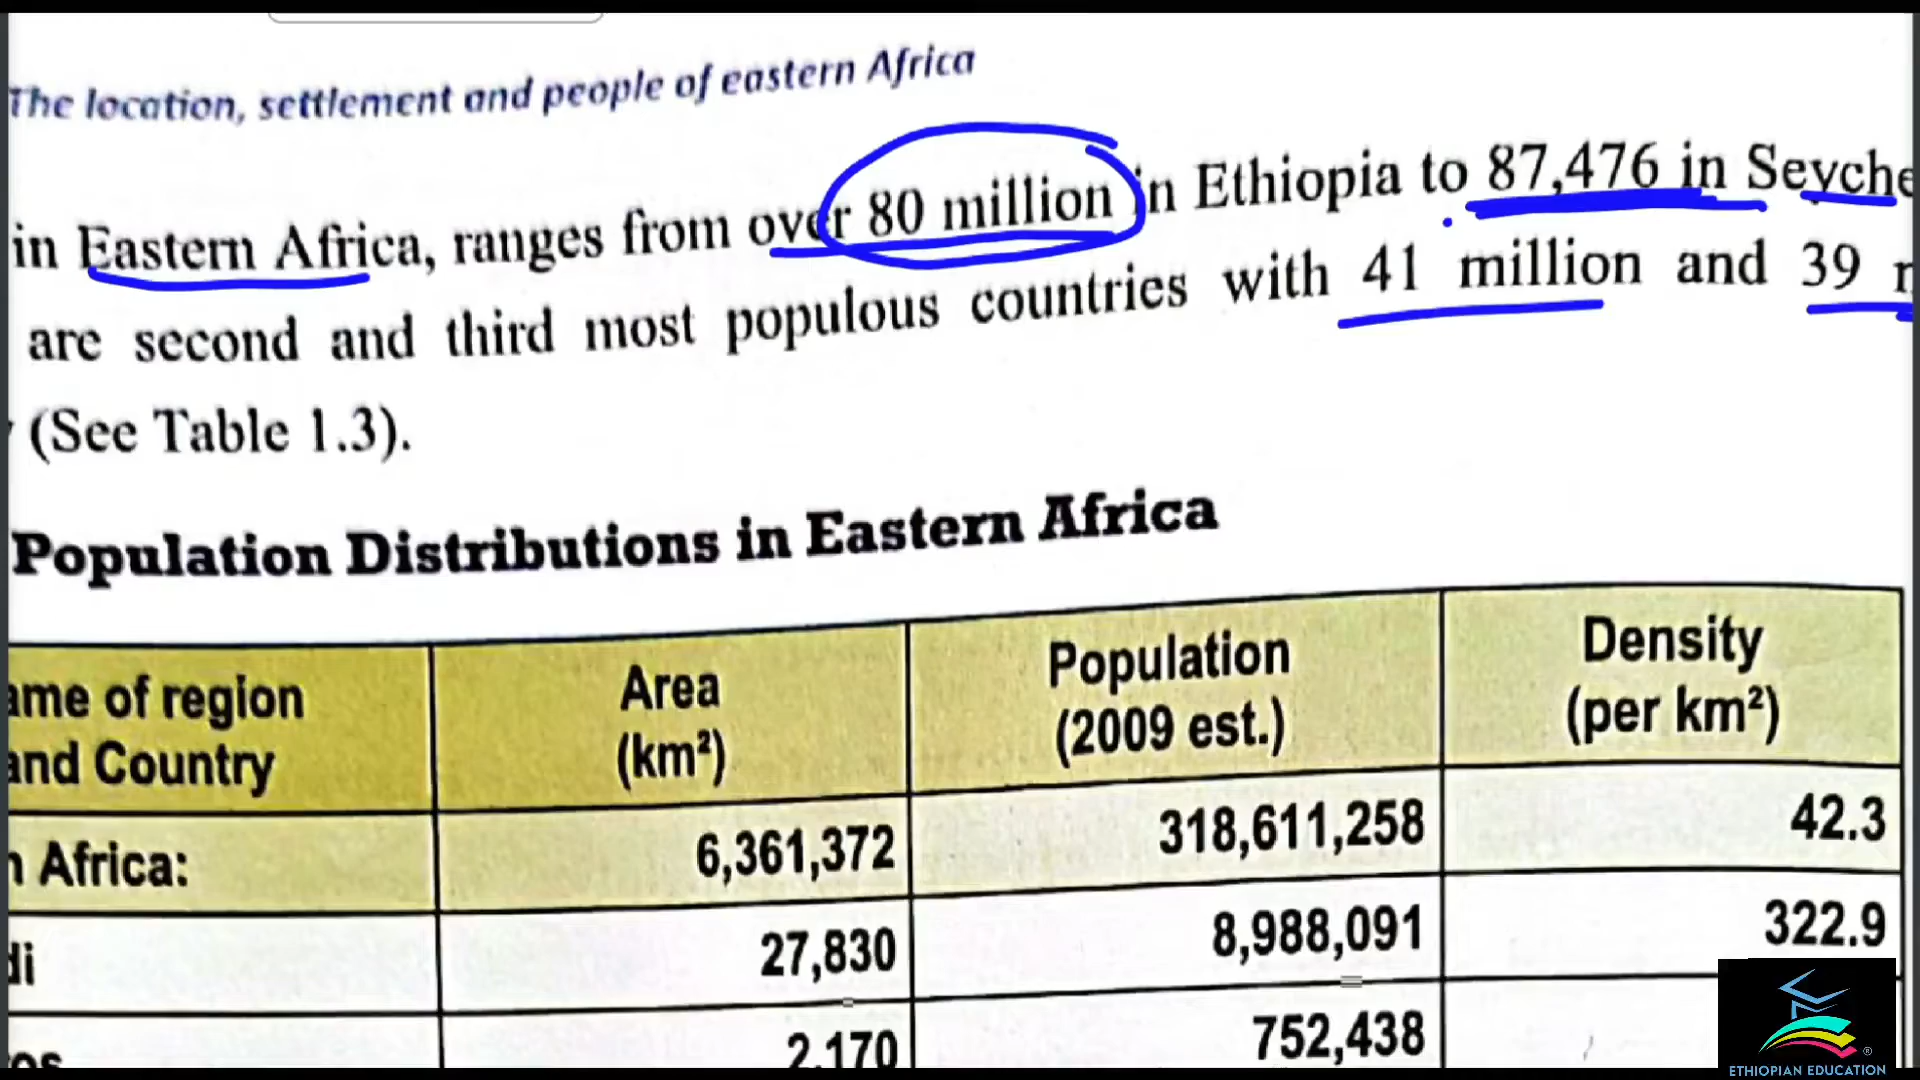 The location, settlement and people of eastern Africa
in Eastern Africa, ranges from over 80 million in Ethiopia to 87,476 in Seyche
are second and third most populous countries with 41 million and 39
(See Table 1.3).
Population Distributions in Eastern Africa
ame of region and Country
Area (km²)
Population (2009 est.)
Density (per km²)
n Africa: 6,361,372 318,611,258 42.3
di 27,830 8,988,091 322.9
os 2,170 752,438
ETHIOPIAN EDUCATION